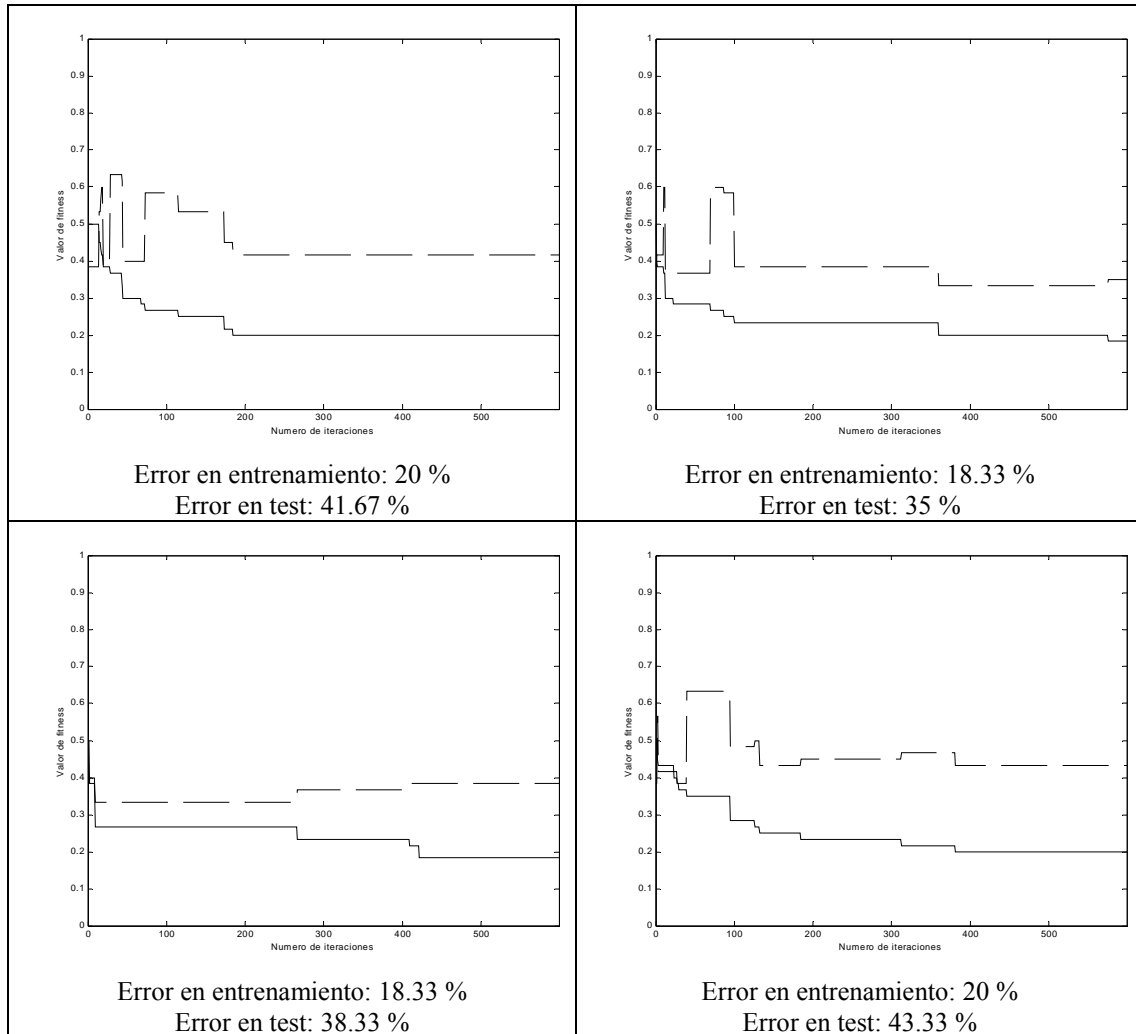 1
0.9
0.8
0.7
0.6
0.5
0.4
0.3
0.2
0.1
0
Valor de fitness
0 100 200 300 400 500
Numero de iteraciones
Error en entrenamiento: 20 %
Error en test: 41.67 %
1
0.9
0.8
0.7
0.6
0.5
0.4
0.3
0.2
0.1
0
Valor de fitness
0 100 200 300 400 500
Numero de iteraciones
Error en entrenamiento: 18.33 %
Error en test: 35 %
1
0.9
0.8
0.7
0.6
0.5
0.4
0.3
0.2
0.1
0
Valor de fitness
0 100 200 300 400 500
Numero de iteraciones
Error en entrenamiento: 18.33 %
Error en test: 38.33 %
1
0.9
0.8
0.7
0.6
0.5
0.4
0.3
0.2
0.1
0
Valor de fitness
0 100 200 300 400 500
Numero de iteraciones
Error en entrenamiento: 20 %
Error en test: 43.33 %